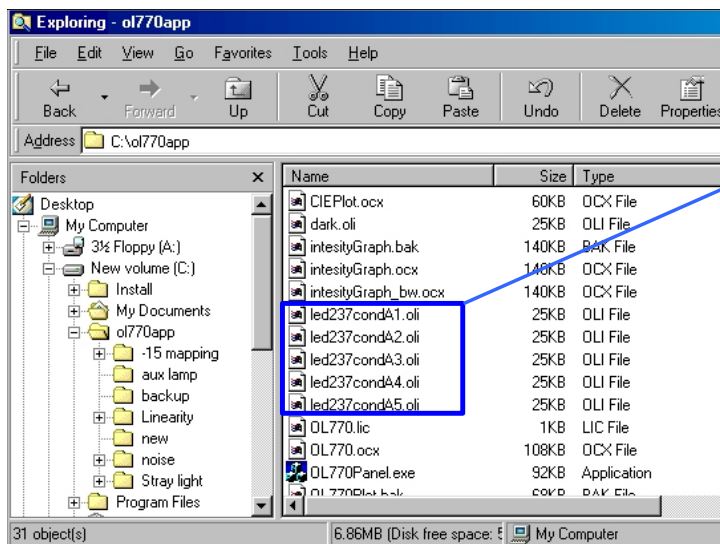 Exploring - ol770app
File Edit View Go Favorites Tools Help
Back Forward Up Cut Copy Paste Undo Delete Properties
Address C:\ol770app
Folders x
Name Size Type
Desktop
My Computer
3½ Floppy (A:)
New volume (C:)
Install
My Documents
ol770app
-15 mapping
aux lamp
backup
Linearity
new
noise
Stray light
Program Files
CIEPlot.ocx 60KB OCX File
dark.oli 25KB OLI File
intesityGraph.bak 140KB BAK File
intesityGraph.ocx 140KB OCX File
intesityGraph_bw.ocx 140KB OCX File
led237condA1.oli 25KB OLI File
led237condA2.oli 25KB OLI File
led237condA3.oli 25KB OLI File
led237condA4.oli 25KB OLI File
led237condA5.oli 25KB OLI File
OL770.lic 1KB LIC File
OL770.ocx 108KB OCX File
OL770Panel.exe 92KB Application
OL770Plot.bak 68KB BAK File
31 object(s) 6.86MB (Disk free space: My Computer